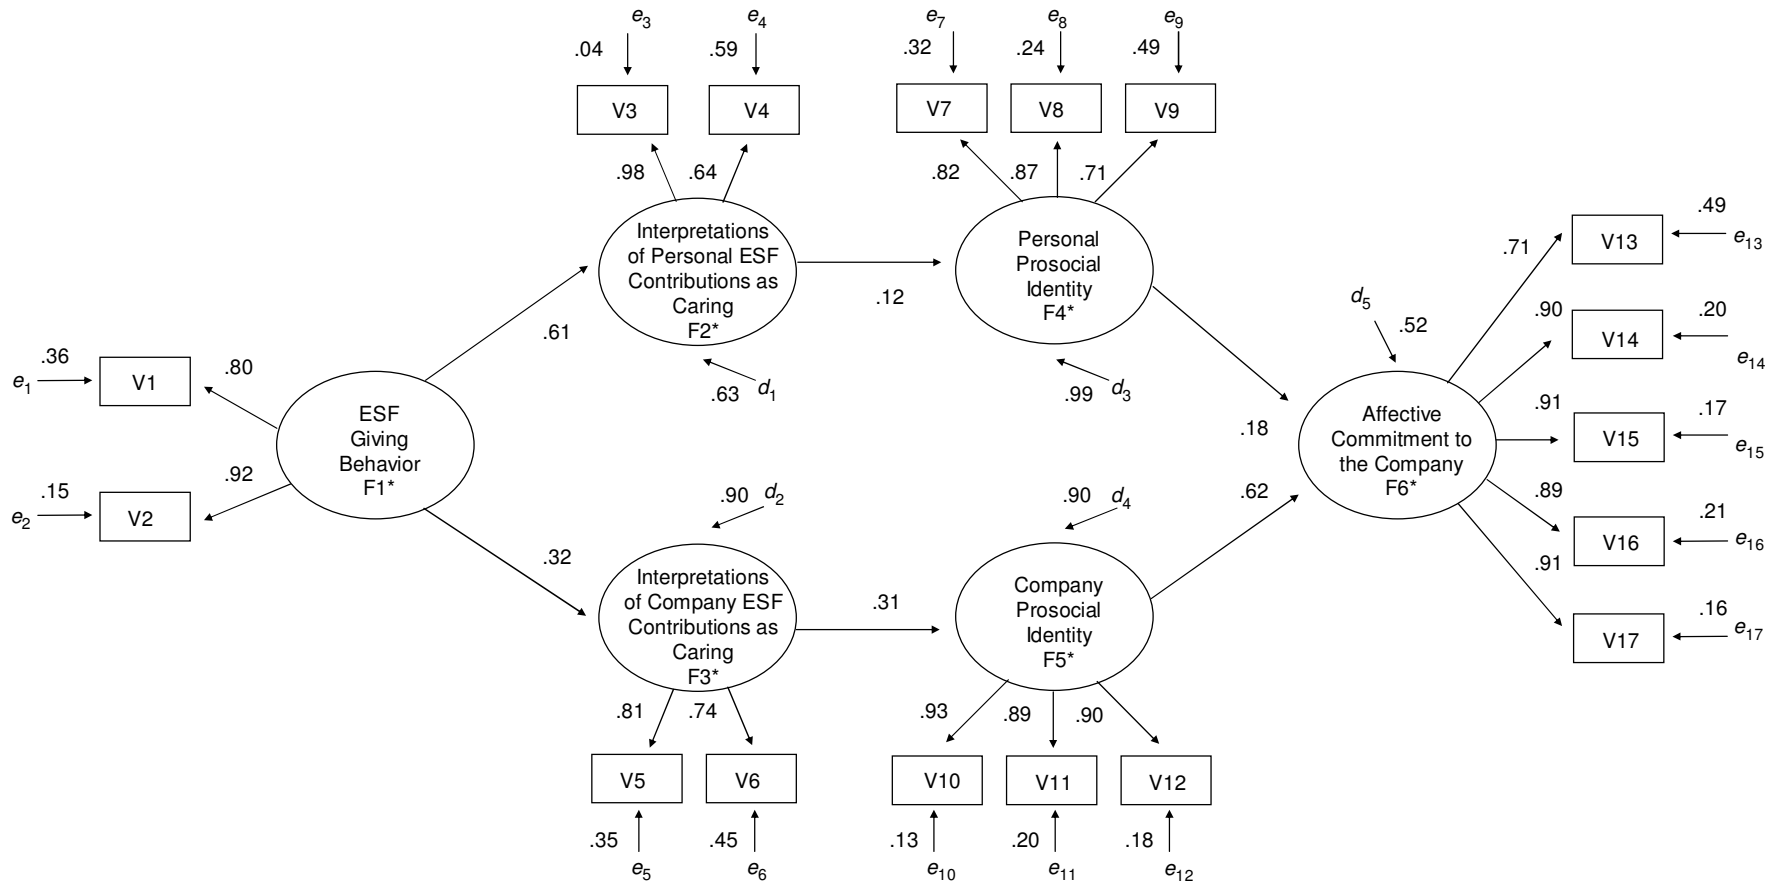 e3
e4
e7
e8
e9
.04
.59
.32
.24
.49
V3
V4
V7
V8
V9
.98
.64
.82
.87
.71
Interpretations
of Personal ESF
Contributions as
Caring
F2*
Personal
Prosocial
Identity
F4*
.61
.12
.63
d1
.99
d3
.36
e1
V1
.80
.15
e2
V2
.92
ESF
Giving
Behavior
F1*
.18
.62
d5
.52
Affective
Commitment to
the Company
F6*
.71
V13
.49
e13
.90
V14
.20
e14
.91
V15
.17
e15
.89
V16
.21
e16
.91
V17
.16
e17
.32
.90
d2
Interpretations
of Company ESF
Contributions as
Caring
F3*
.31
.90
d4
Company
Prosocial
Identity
F5*
.81
.74
.93
.89
.90
V5
V6
V10
V11
V12
.35
.45
.13
.20
.18
e5
e6
e10
e11
e12